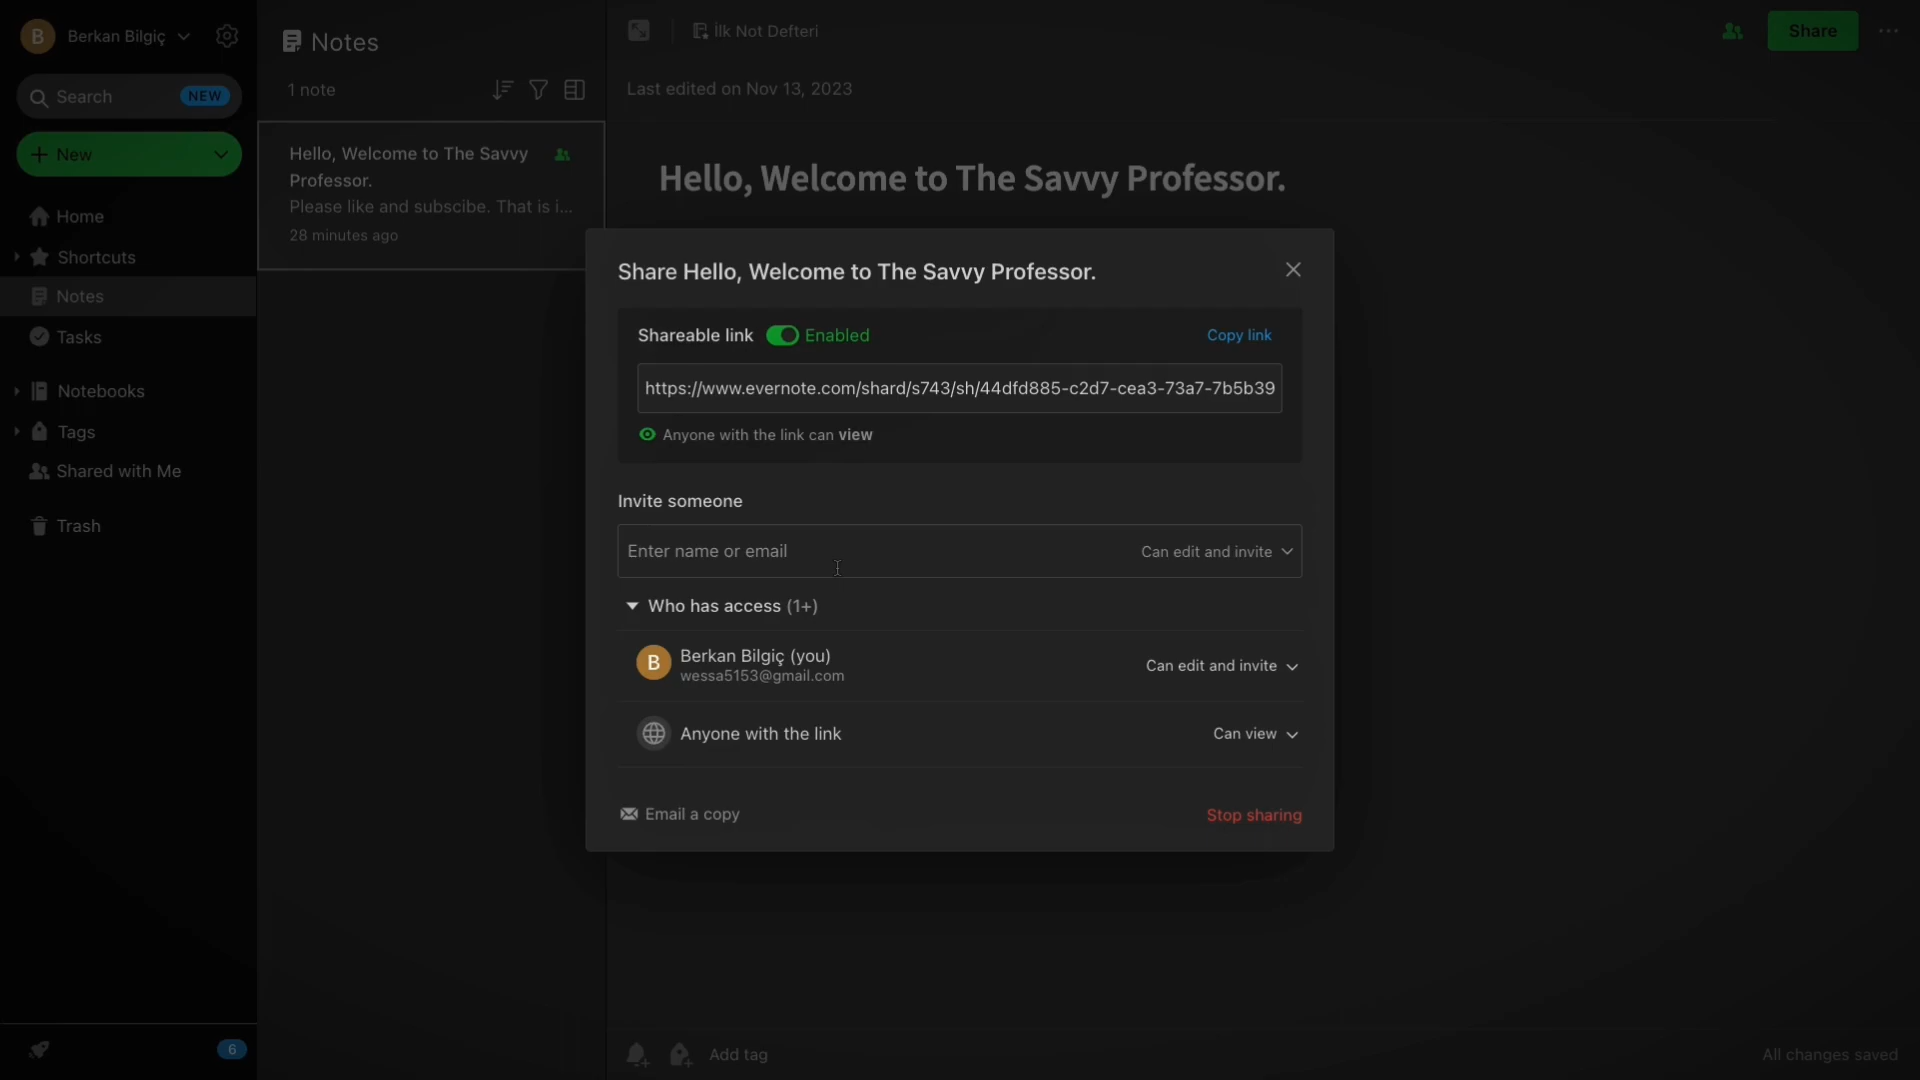 B Berkan Bilgiç
Search NEW
New
Home
Shortcuts
Notes
Tasks
Notebooks
Tags
Shared with Me
Trash
6
Notes
1 note
Hello, Welcome to The Savvy
Professor.
Please like and subscibe. That is i...
28 minutes ago
İlk Not Defteri
Share
Last edited on Nov 13, 2023
Hello, Welcome to The Savvy Professor.
Share Hello, Welcome to The Savvy Professor.
Shareable link Enabled Copy link
https://www.evernote.com/shard/s743/sh/44dfd885-c2d7-cea3-73a7-7b5b39
Anyone with the link can view
Invite someone
Enter name or email Can edit and invite
Who has access (1+)
B Berkan Bilgiç (you) Can edit and invite
wessa5153@gmail.com
Anyone with the link Can view
Email a copy Stop sharing
Add tag All changes saved